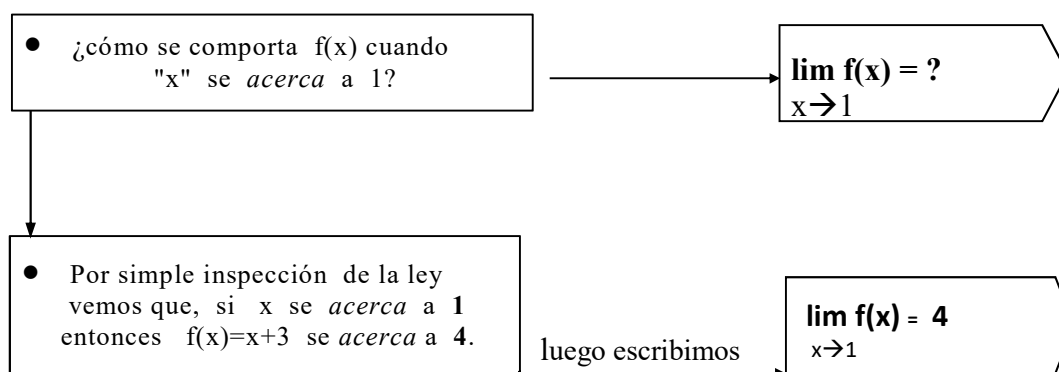 • ¿cómo se comporta f(x) cuando
"x" se acerca a 1?
lim f(x) = ?
x→1
• Por simple inspección de la ley
vemos que, si x se acerca a 1
entonces f(x)=x+3 se acerca a 4.
luego escribimos
lim f(x) = 4
x→1